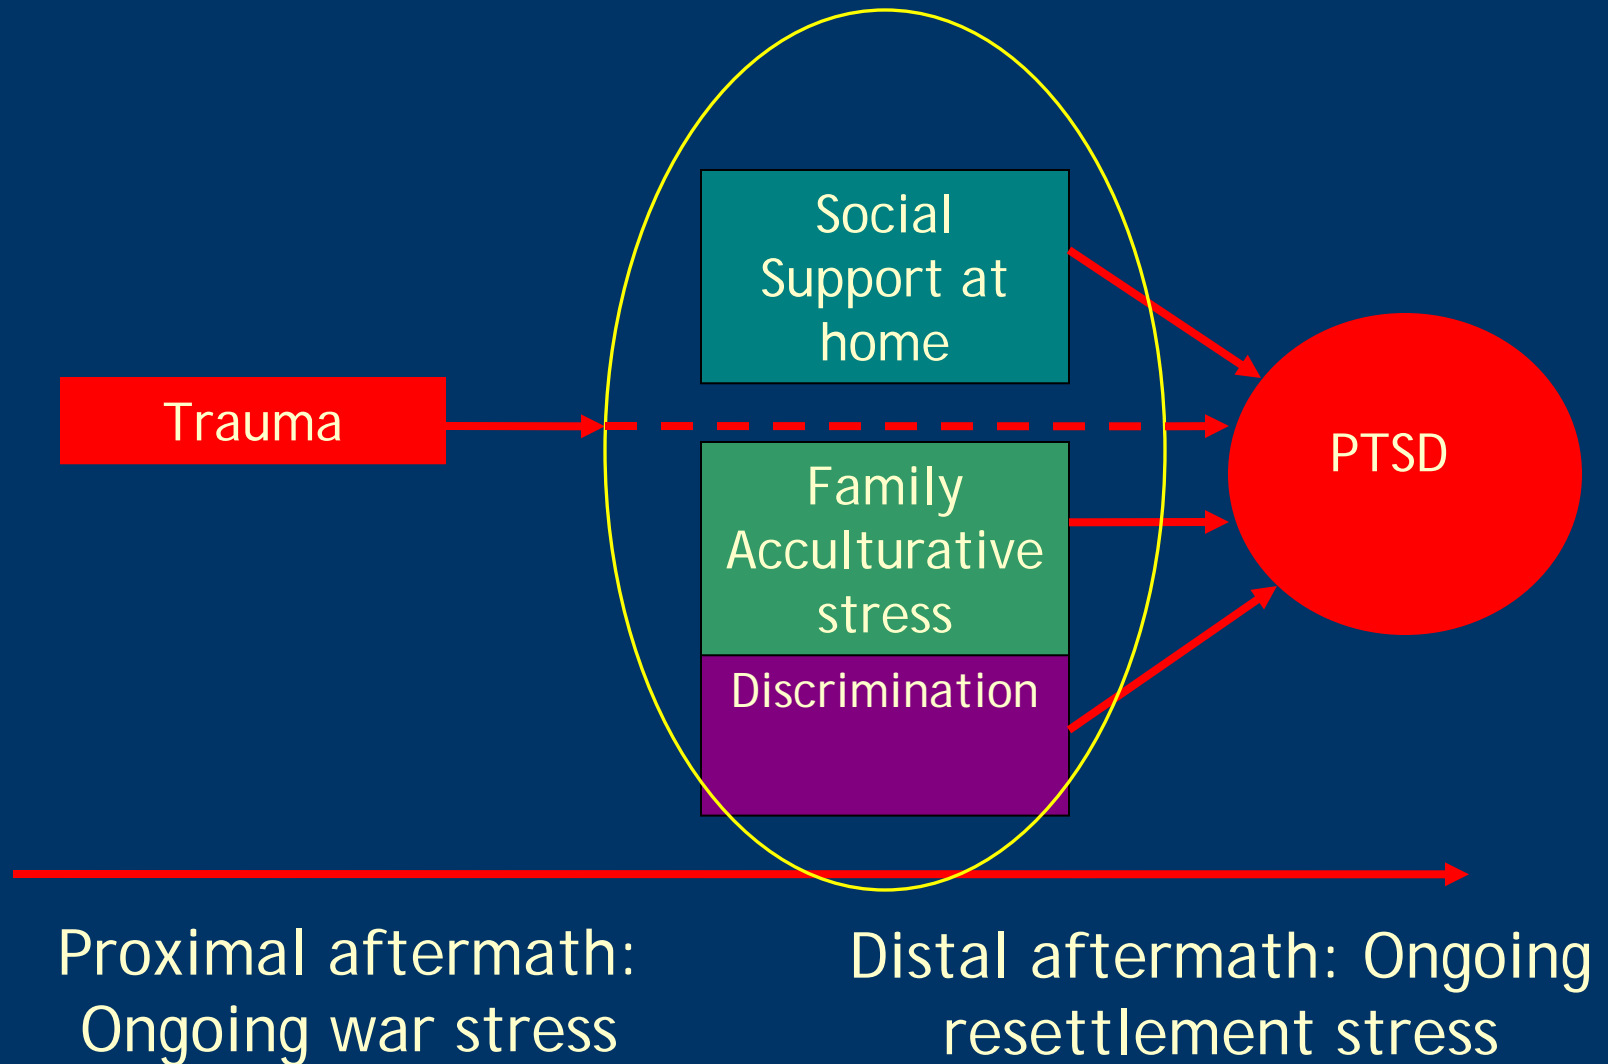 Social
Support at
home
Trauma
PTSD
Family
Acculturative
stress
Discrimination
Proximal aftermath:
Ongoing war stress
Distal aftermath: Ongoing
resettlement stress